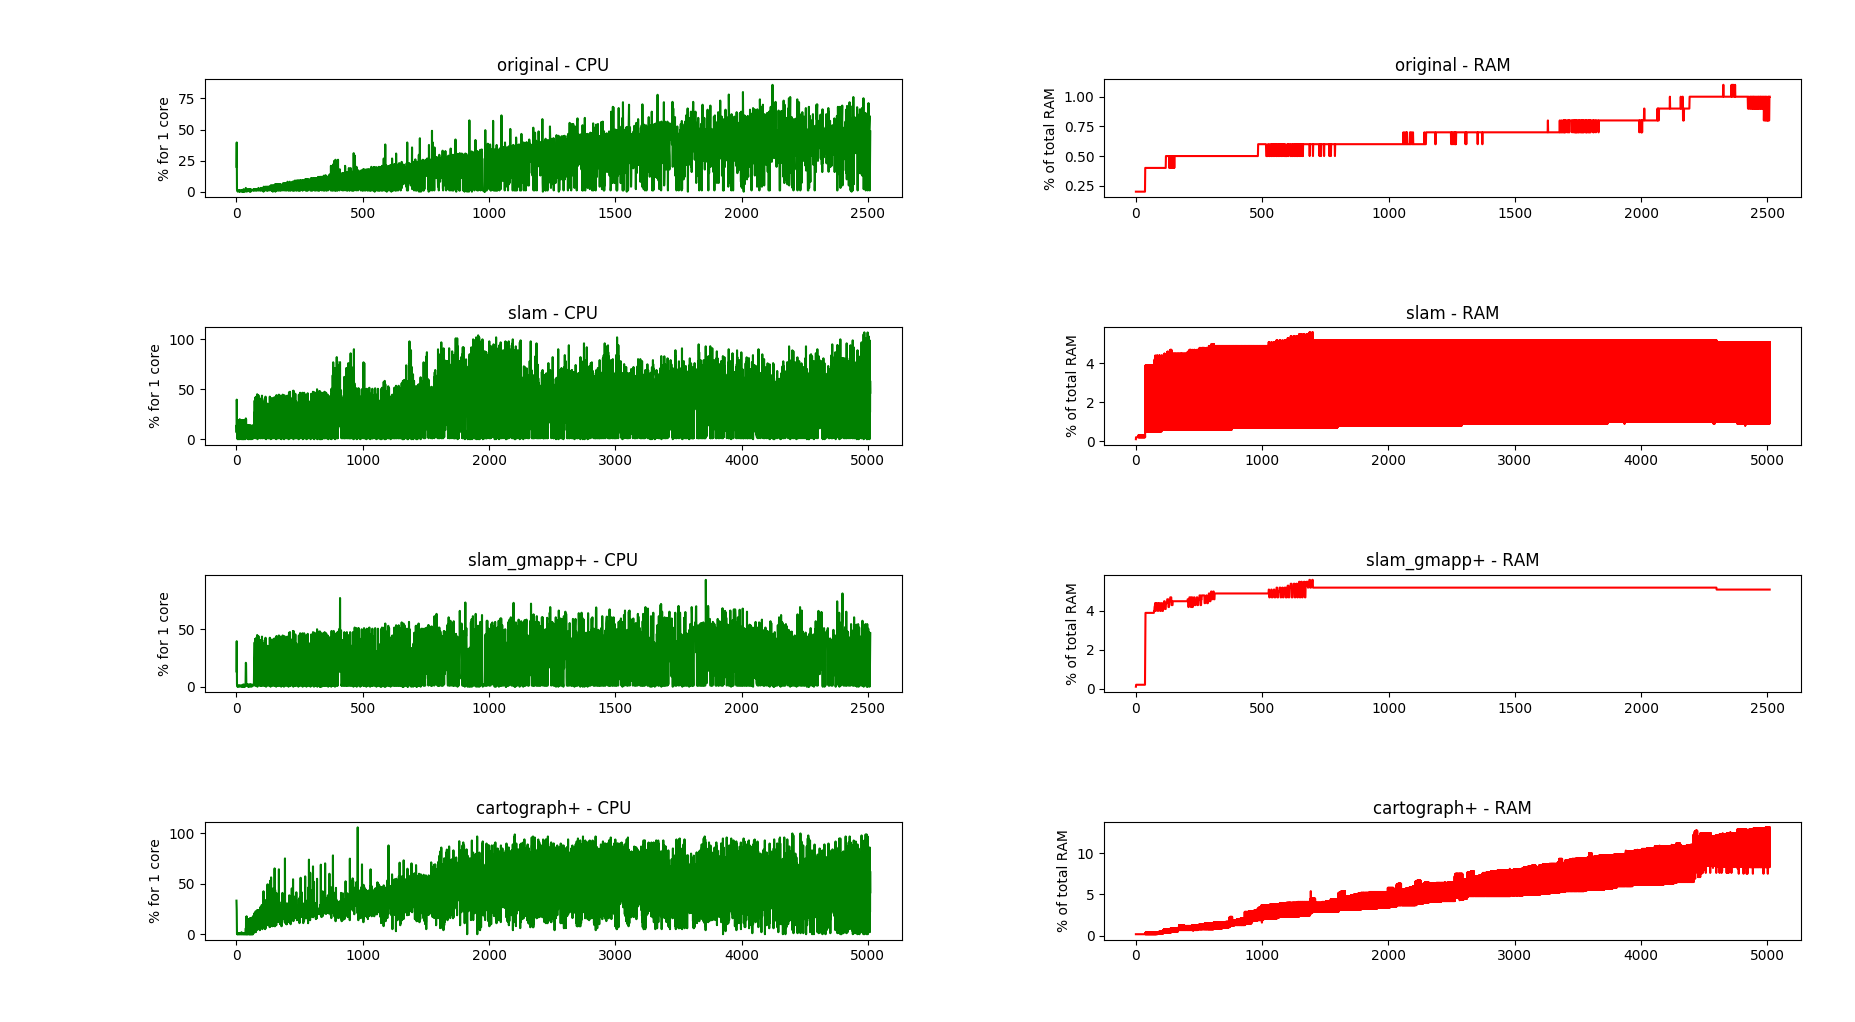 original - CPU
% for 1 core
75
50
25
0
0 500 1000 1500 2000 2500
original - RAM
% of total RAM
1.00
0.75
0.50
0.25
0 500 1000 1500 2000 2500
slam - CPU
% for 1 core
100
50
0
0 1000 2000 3000 4000 5000
slam - RAM
% of total RAM
4
2
0
0 1000 2000 3000 4000 5000
slam_gmapp+ - CPU
% for 1 core
50
0
0 500 1000 1500 2000 2500
slam_gmapp+ - RAM
% of total RAM
4
2
0
0 500 1000 1500 2000 2500
cartograph+ - CPU
% for 1 core
100
50
0
0 1000 2000 3000 4000 5000
cartograph+ - RAM
% of total RAM
10
5
0
0 1000 2000 3000 4000 5000